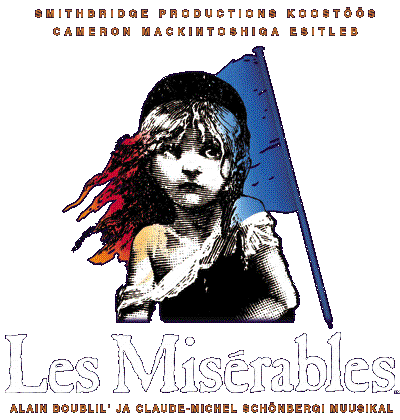 SMITHBRIDGE PRODUCTIONS KOOSTÖÖS
CAMERON MACKINTOSHIGA ESITLEB
Les Misérables
ALAIN BOUBLIL' JA CLAUDE-MICHEL SCHÖNBERGI MUUSIKAL